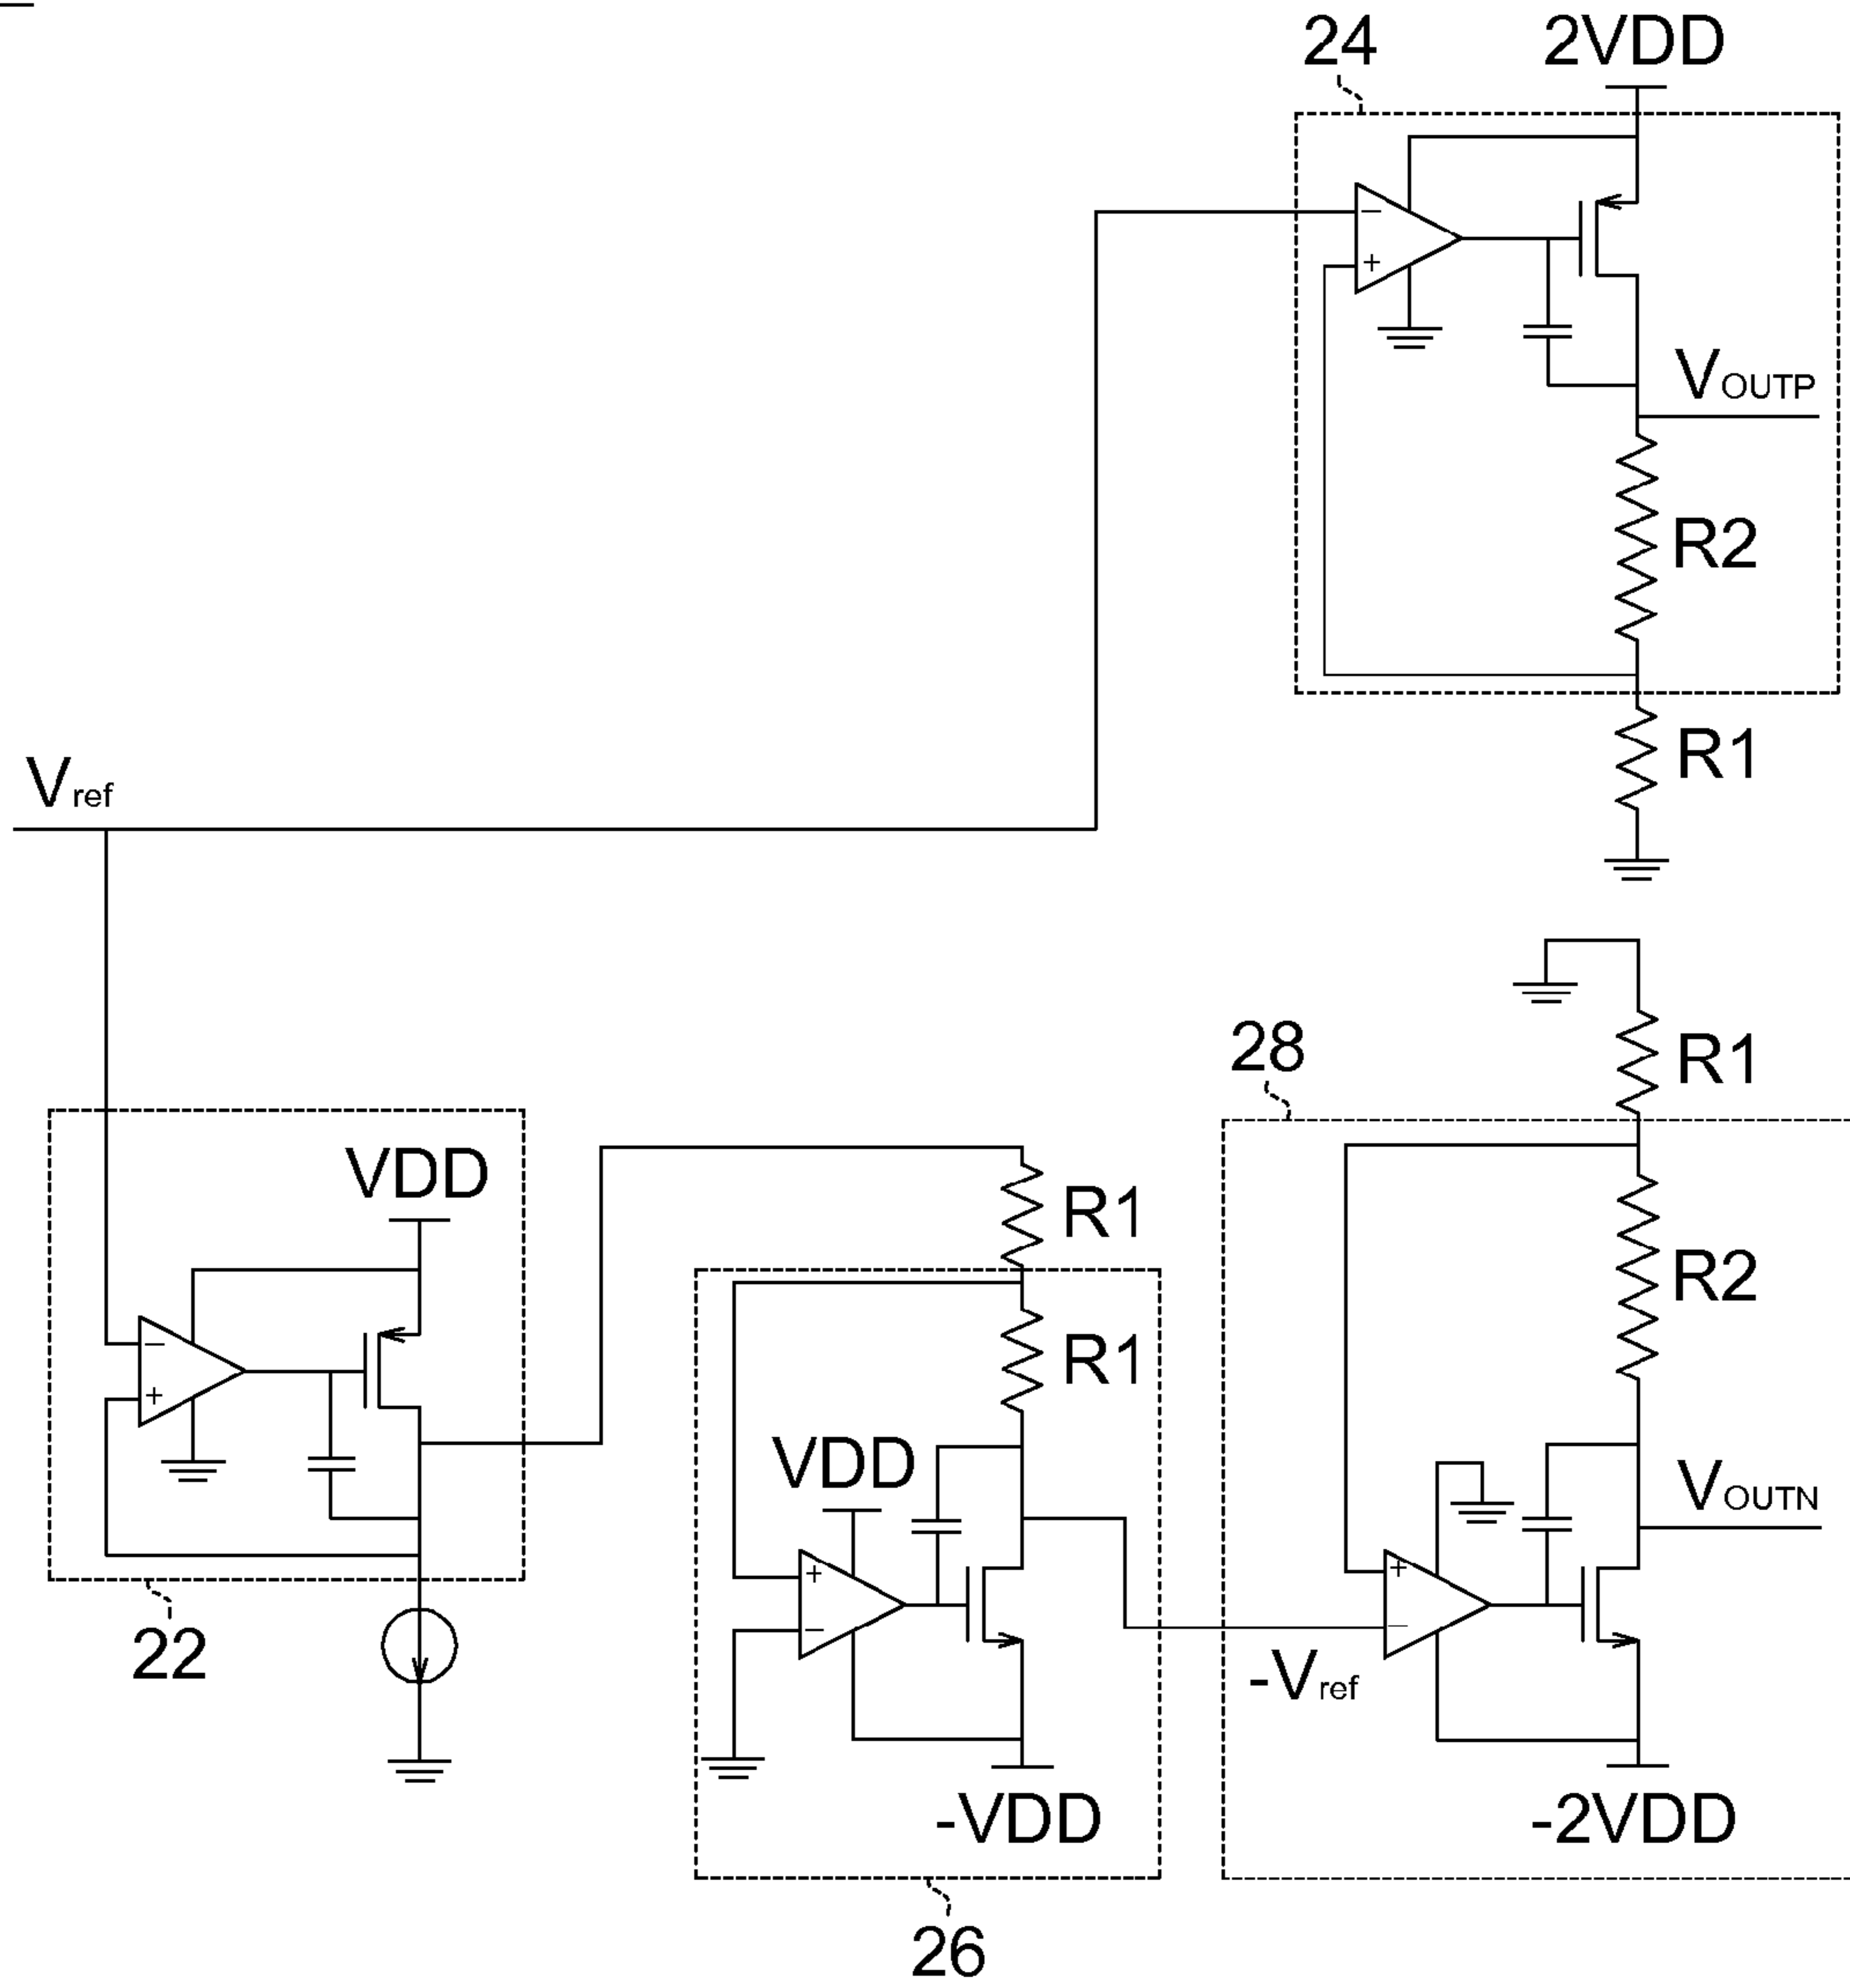 24
2VDD
−
+
VOUTP
R2
R1
Vref
R1
28
VDD
R1
R2
−
+
R1
VDD
VOUTN
+
−
+
−
-Vref
22
-VDD
-2VDD
26